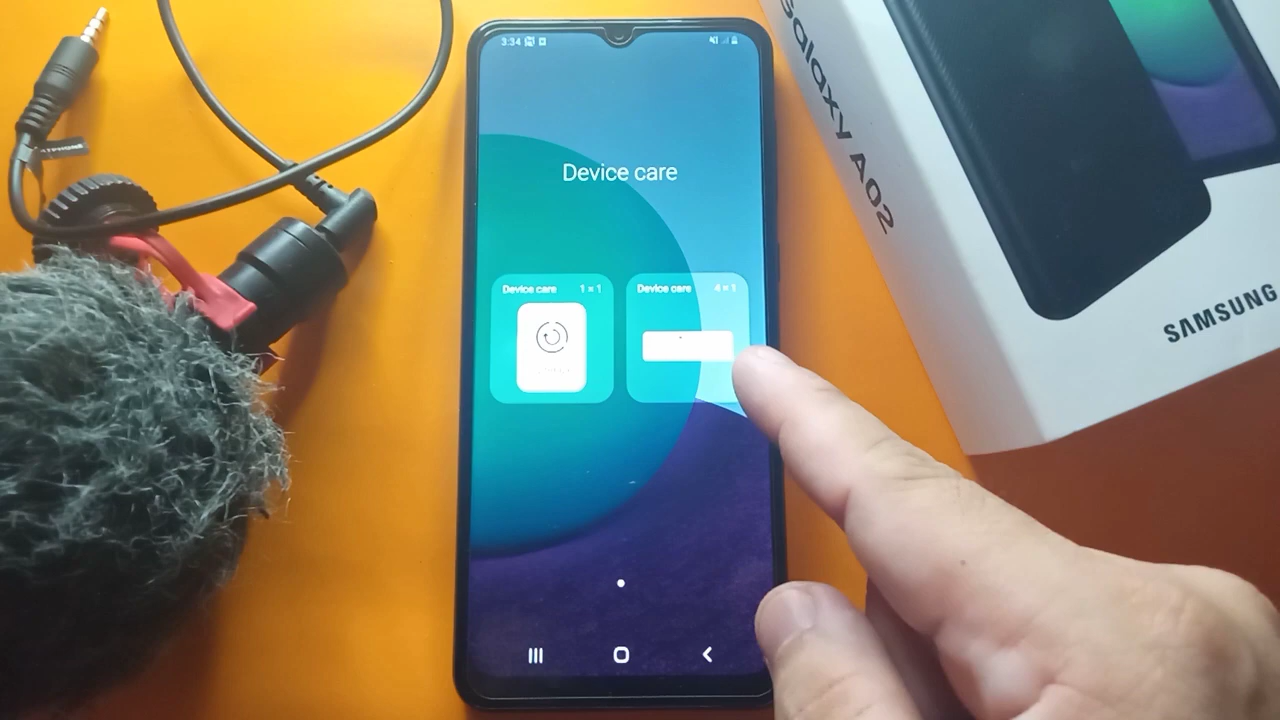 3:34
Device care
Device care 1 × 1
Device care 4 × 1
Galaxy A02
SAMSUNG